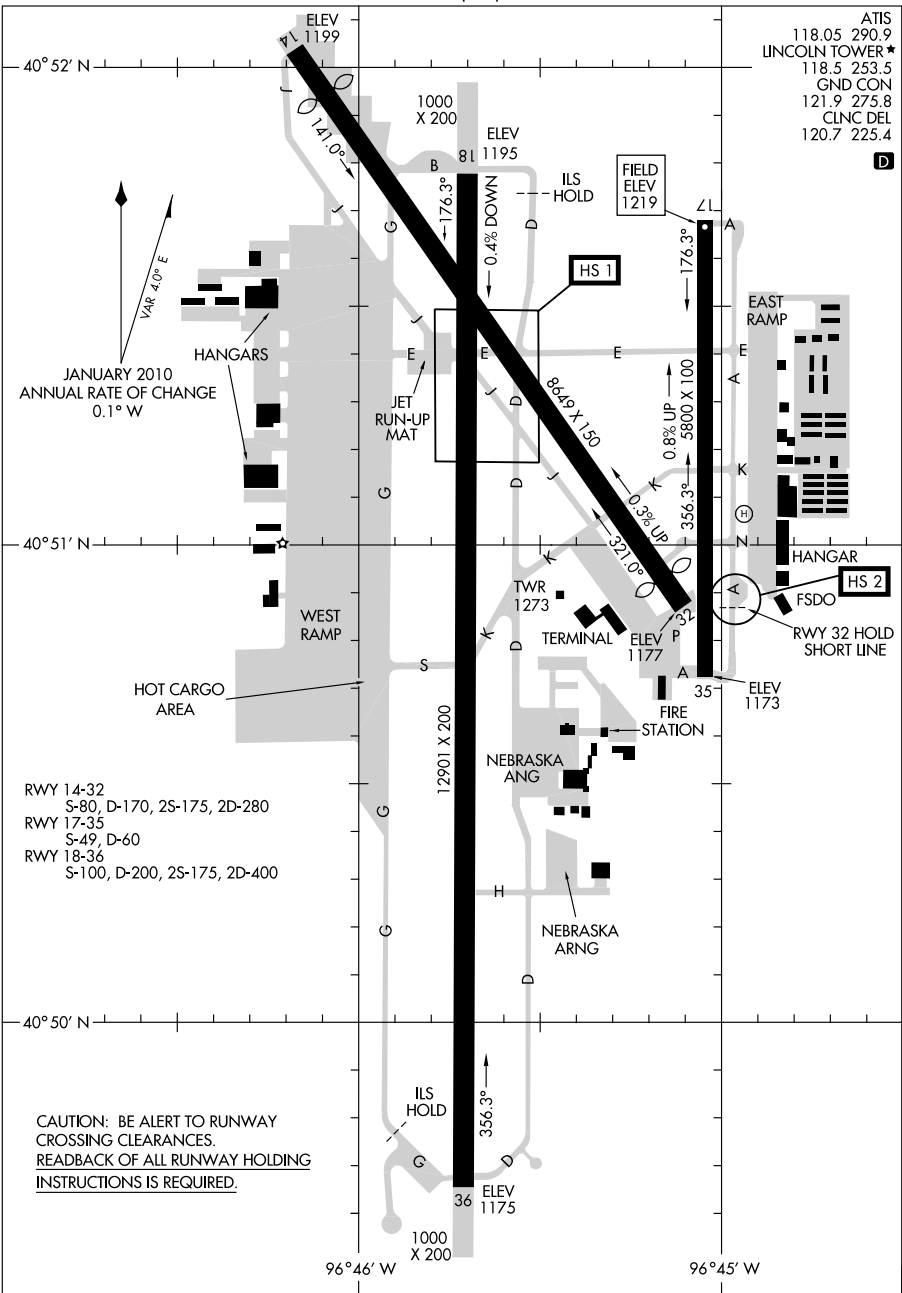 ATIS
118.05 290.9
LINCOLN TOWER★
118.5 253.5
GND CON
121.9 275.8
CLNC DEL
120.7 225.4
D
ELEV
1199
14
40°52' N
J
141.0°
1000
X 200
ELEV
1195
18
B
176.3°
0.4% DOWN
ILS
HOLD
D
G
J
FIELD
ELEV
1219
17
A
176.3°
VAR 4.0° E
JANUARY 2010
ANNUAL RATE OF CHANGE
0.1° W
HANGARS
HS 1
EAST
RAMP
J
E
E
E
E
JET
RUN-UP
MAT
J
D
8649 X 150
0.8% UP
5800 X 100
A
G
D
J
K
K
356.3°
0.3% UP
321.0°
H
N
40°51' N
K
HANGAR
HS 2
A
FSDO
RWY 32 HOLD
SHORT LINE
TWR
1273
TERMINAL
ELEV
1177
32
P
WEST
RAMP
K
D
S
A
35
ELEV
1173
HOT CARGO
AREA
FIRE
STATION
12901 X 200
NEBRASKA
ANG
G
D
RWY 14-32
S-80, D-170, 2S-175, 2D-280
RWY 17-35
S-49, D-60
RWY 18-36
S-100, D-200, 2S-175, 2D-400
H
G
NEBRASKA
ARNG
D
40°50' N
356.3°
ILS
HOLD
CAUTION: BE ALERT TO RUNWAY
CROSSING CLEARANCES.
READBACK OF ALL RUNWAY HOLDING
INSTRUCTIONS IS REQUIRED.
G
D
36
ELEV
1175
1000
X 200
96°46' W
96°45' W